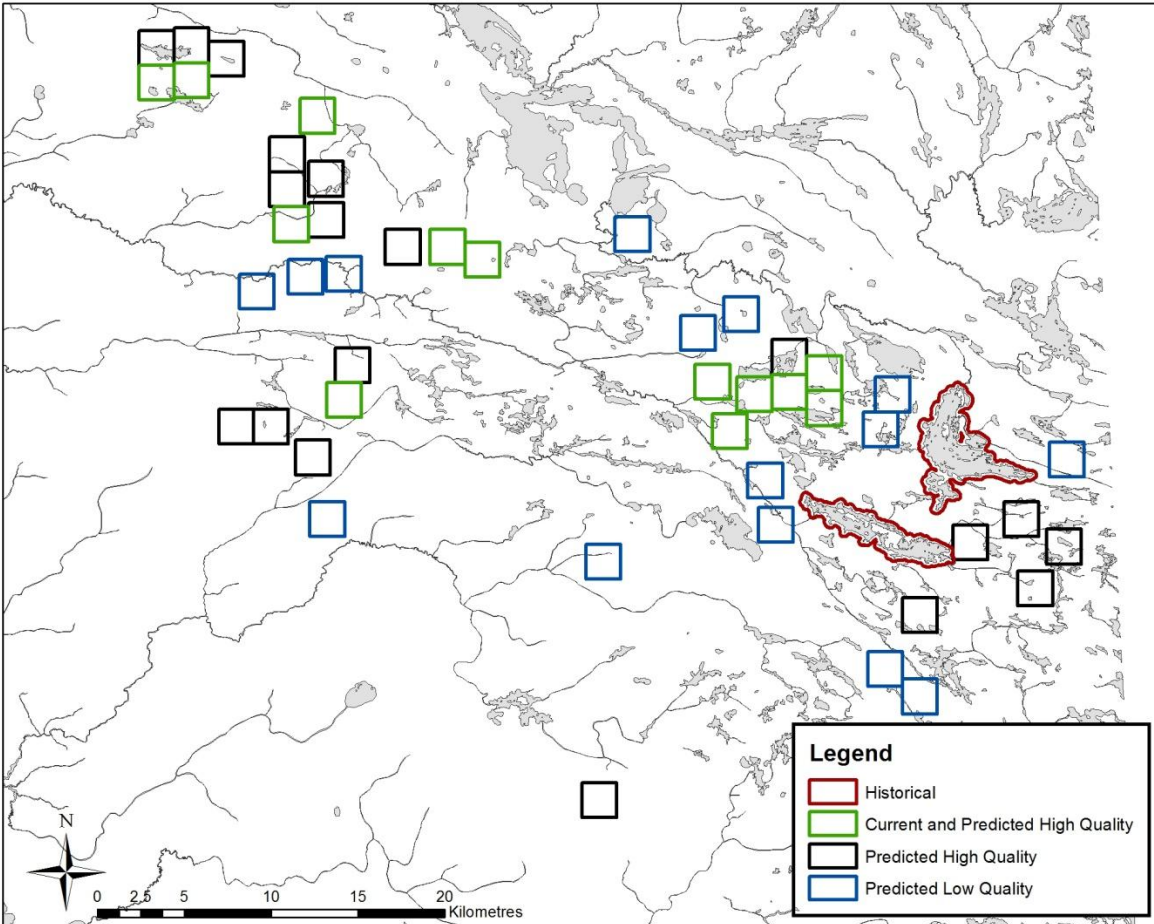 Legend
Historical
Current and Predicted High Quality
Predicted High Quality
Predicted Low Quality
N
0 2.5 5 10 15 20
Kilometres